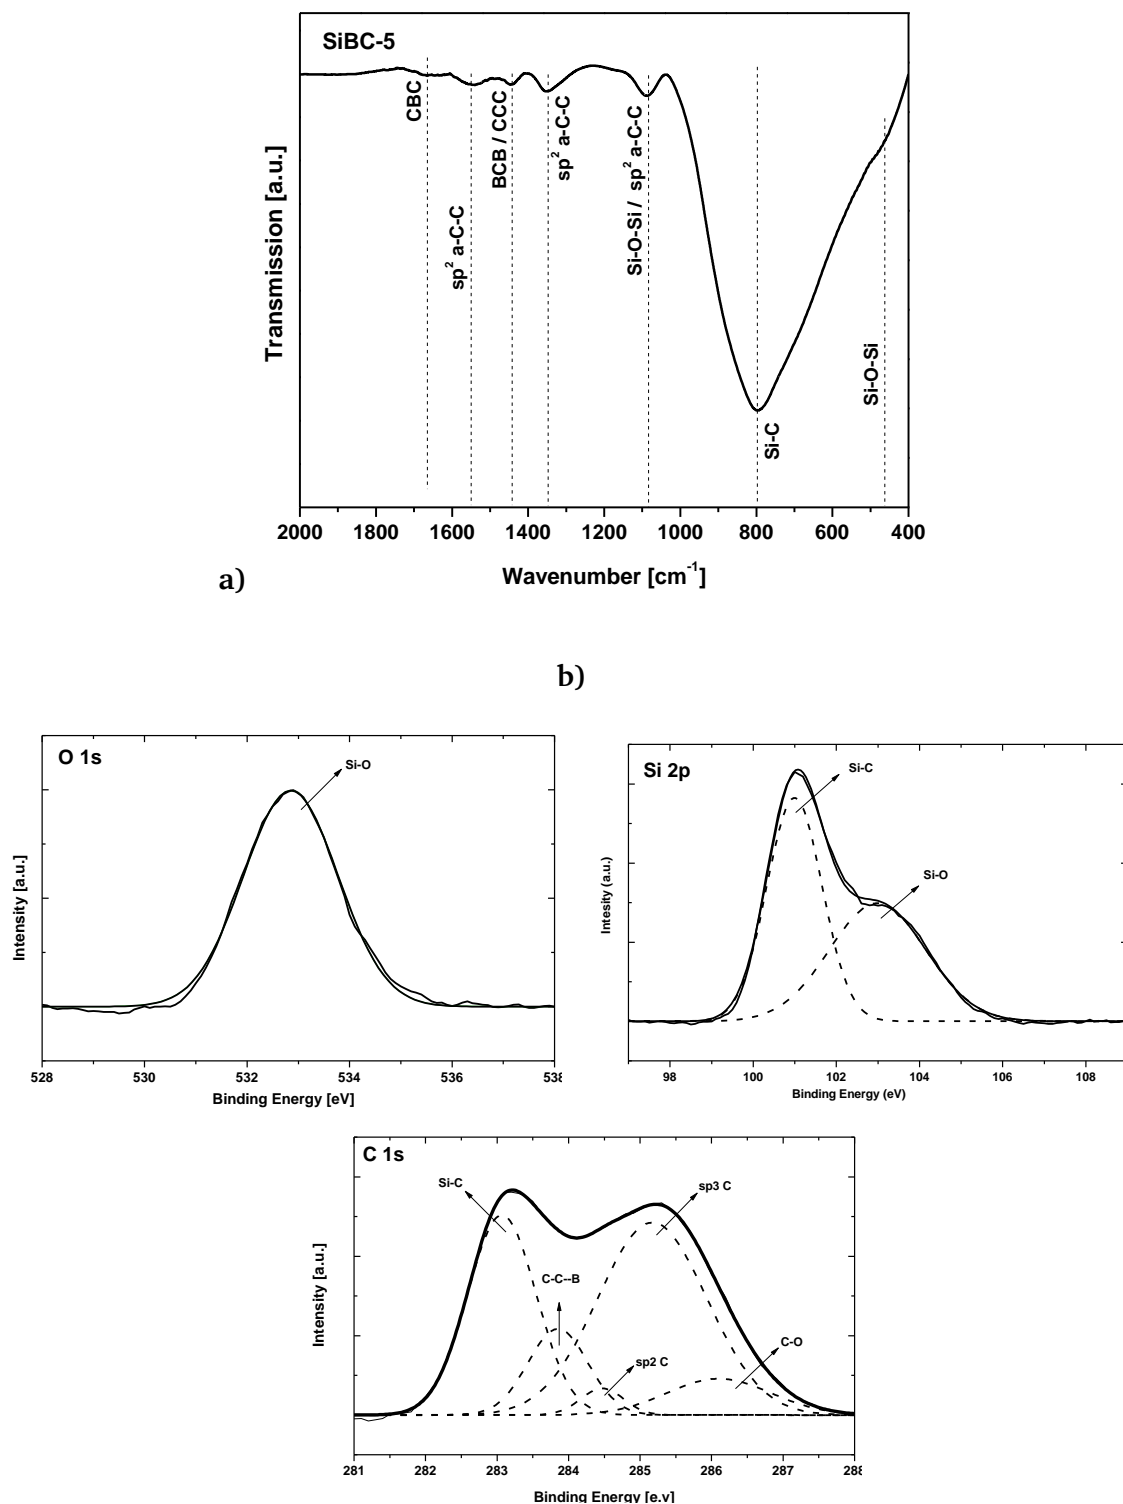 SiBC-5
Transmission [a.u.]
CBC
sp² a-C-C
BCB / CCC
sp² a-C-C
Si-O-Si / sp² a-C-C
Si-C
Si-O-Si
2000 1800 1600 1400 1200 1000 800 600 400
Wavenumber [cm⁻¹]
a)
b)
O 1s
Si-O
Intensity [a.u.]
528 530 532 534 536 538
Binding Energy [eV]
Si 2p
Si-C
Si-O
Intesity (a.u.)
98 100 102 104 106 108
Binding Energy (eV)
C 1s
Si-C
sp3 C
C-C--B
sp2 C
C-O
Intensity [a.u.]
281 282 283 284 285 286 287 288
Binding Energy [e.v]